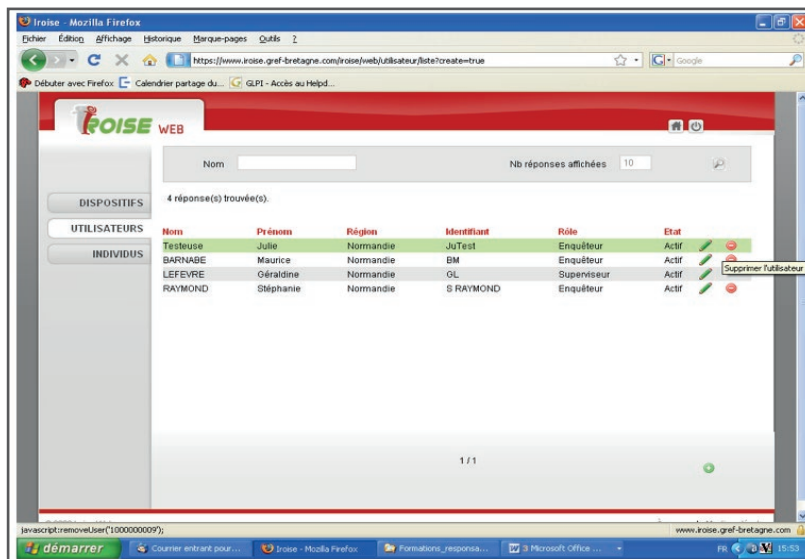 Iroise - Mozilla Firefox
Fichier Édition Affichage Historique Marque-pages Outils ?
https://www.iroise.gref-bretagne.com/iroise/web/utilisateur/liste?create=true
G Google
Débuter avec Firefox Calendrier partage du... GLPI - Accès au Helpd...
IROISE WEB
Nom Nb réponses affichées 10
4 réponse(s) trouvée(s).
DISPOSITIFS
UTILISATEURS
INDIVIDUS
Nom Prénom Région Identifiant Rôle Etat
Testeuse Julie Normandie JuTest Enquêteur Actif
BARNABE Maurice Normandie BM Enquêteur Actif
Supprimer l'utilisateur
LEFEVRE Géraldine Normandie GL Superviseur Actif
RAYMOND Stéphanie Normandie S RAYMOND Enquêteur Actif
1 / 1
javascript:removeUser('1000000009'); www.iroise.gref-bretagne.com
démarrer Courrier entrant pour... Iroise - Mozilla Firefox Formations_responsa... 3 Microsoft Office ... FR 15:53